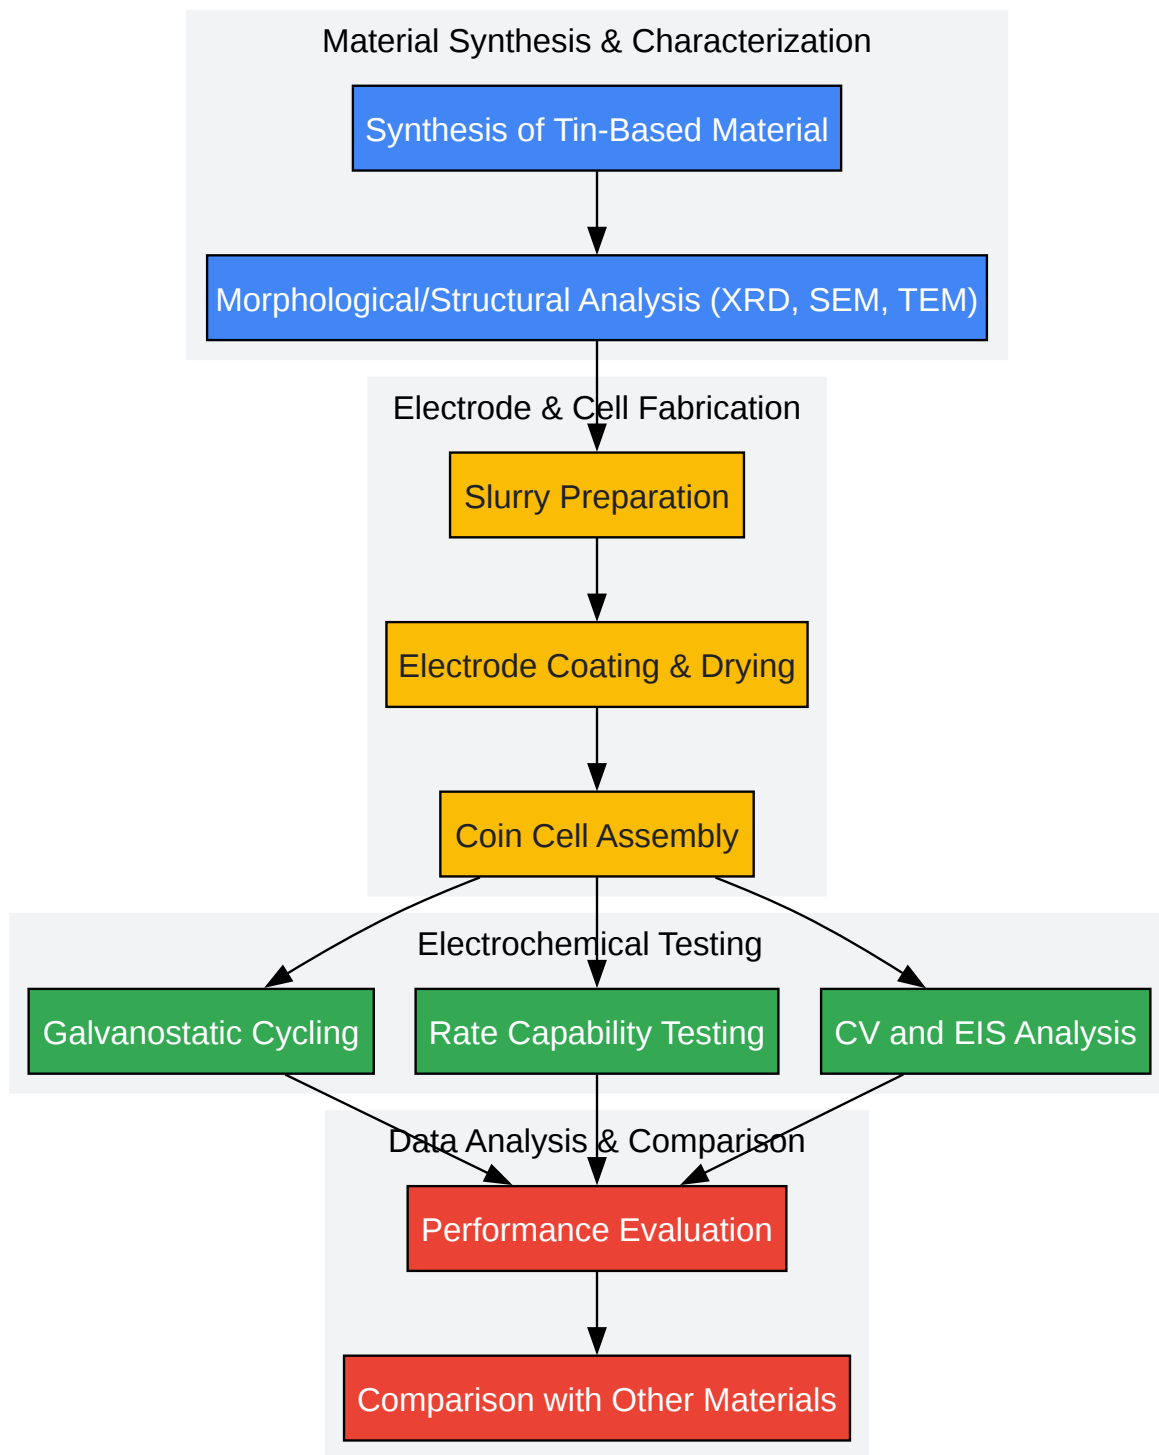 Material Synthesis & Characterization
Synthesis of Tin-Based Material
Morphological/Structural Analysis (XRD, SEM, TEM)
Electrode & Cell Fabrication
Slurry Preparation
Electrode Coating & Drying
Coin Cell Assembly
Electrochemical Testing
Galvanostatic Cycling
Rate Capability Testing
CV and EIS Analysis
Data Analysis & Comparison
Performance Evaluation
Comparison with Other Materials